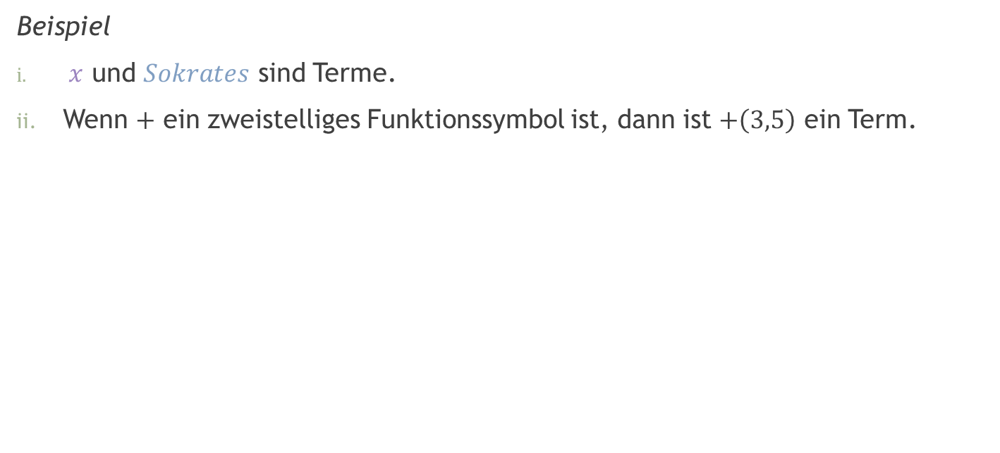 Beispiel
i. x und Sokrates sind Terme.
ii. Wenn + ein zweistelliges Funktionssymbol ist, dann ist +(3,5) ein Term.